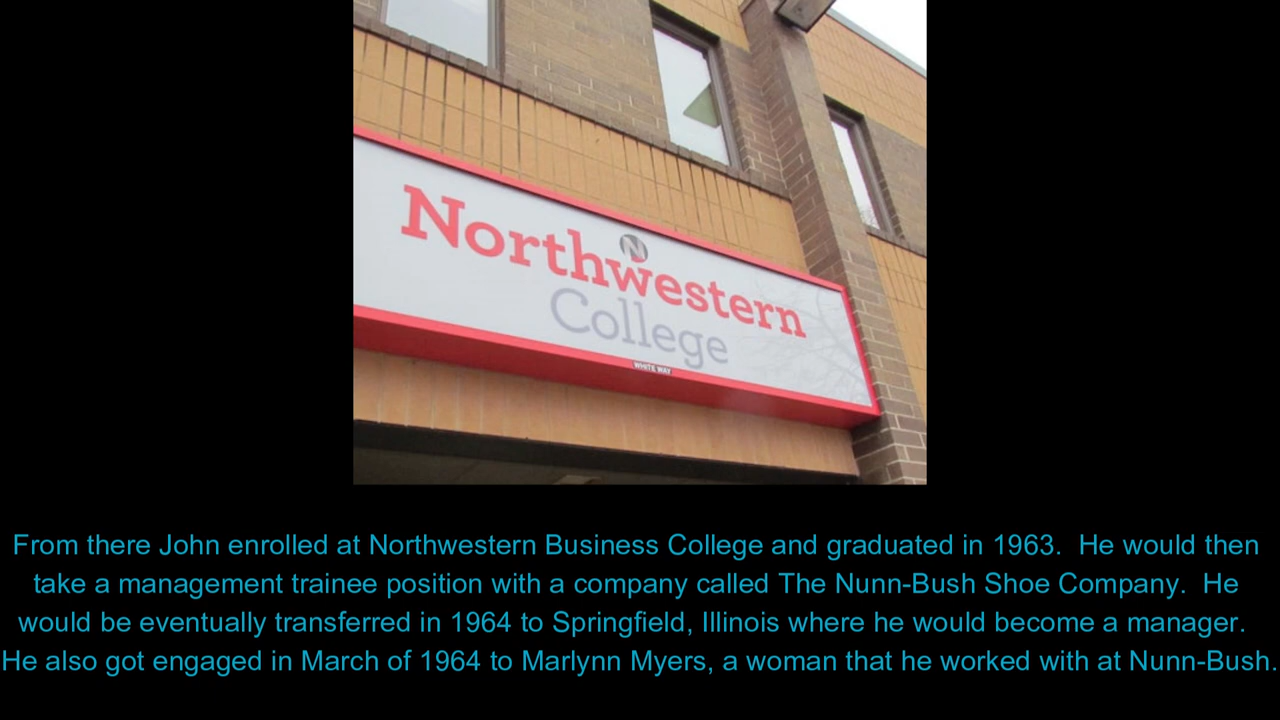 Northwestern
N
College
WHITE WAY
From there John enrolled at Northwestern Business College and graduated in 1963.  He would then
take a management trainee position with a company called The Nunn-Bush Shoe Company.  He
would be eventually transferred in 1964 to Springfield, Illinois where he would become a manager.
He also got engaged in March of 1964 to Marlynn Myers, a woman that he worked with at Nunn-Bush.